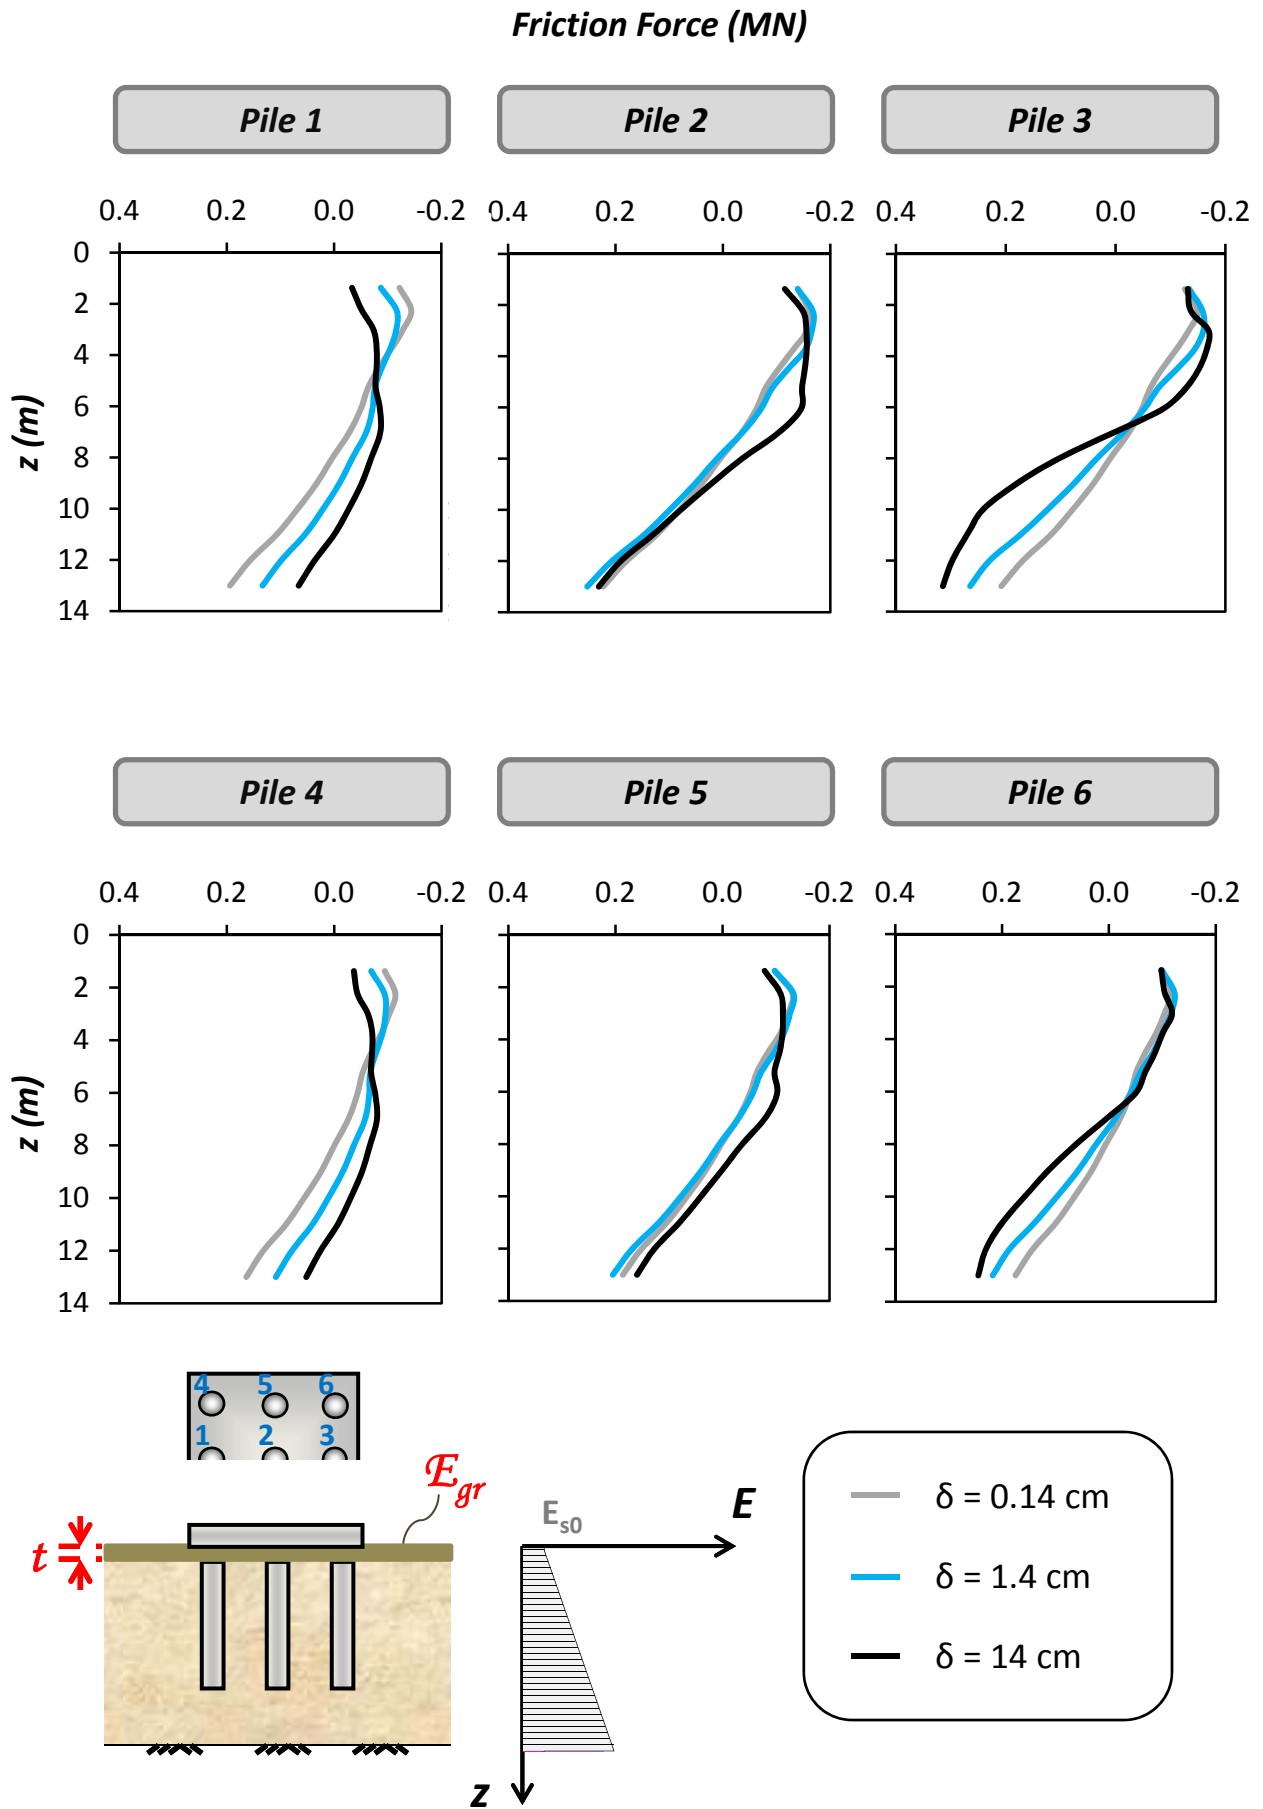 Friction Force (MN)
Pile 1
Pile 2
Pile 3
0.4 0.2 0.0 -0.2
0.4 0.2 0.0 -0.2
0.4 0.2 0.0 -0.2
z (m)
0
2
4
6
8
10
12
14
Pile 4
Pile 5
Pile 6
0.4 0.2 0.0 -0.2
0.4 0.2 0.0 -0.2
0.4 0.2 0.0 -0.2
z (m)
0
2
4
6
8
10
12
14
4 5 6
1 2 3
Egr
t
Es0
E
z
δ = 0.14 cm
δ = 1.4 cm
δ = 14 cm